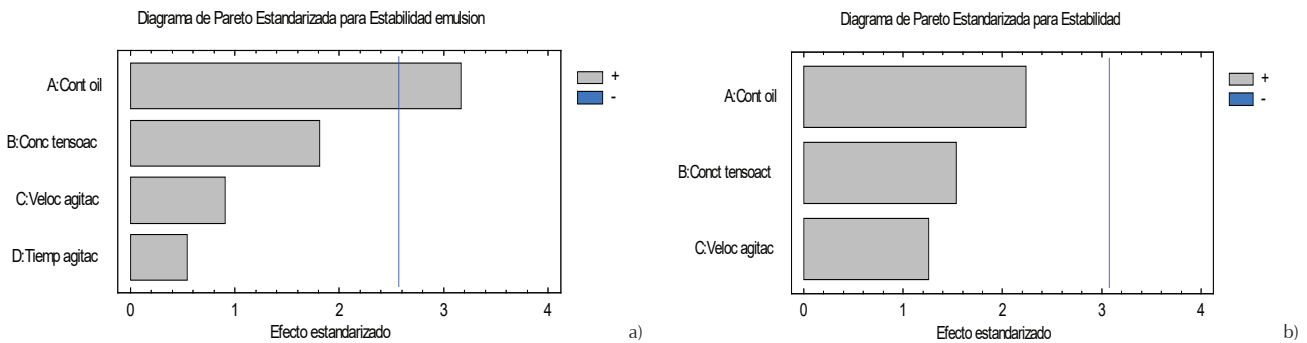 Diagrama de Pareto Estandarizada para Estabilidad emulsion
A:Cont oil
B:Conc tensoac
C:Veloc agitac
D:Tiemp agitac
0 1 2 3 4
Efecto estandarizado
+
-
a)
Diagrama de Pareto Estandarizada para Estabilidad
A:Cont oil
B:Conct tensoact
C:Veloc agitac
0 1 2 3 4
Efecto estandarizado
+
-
b)